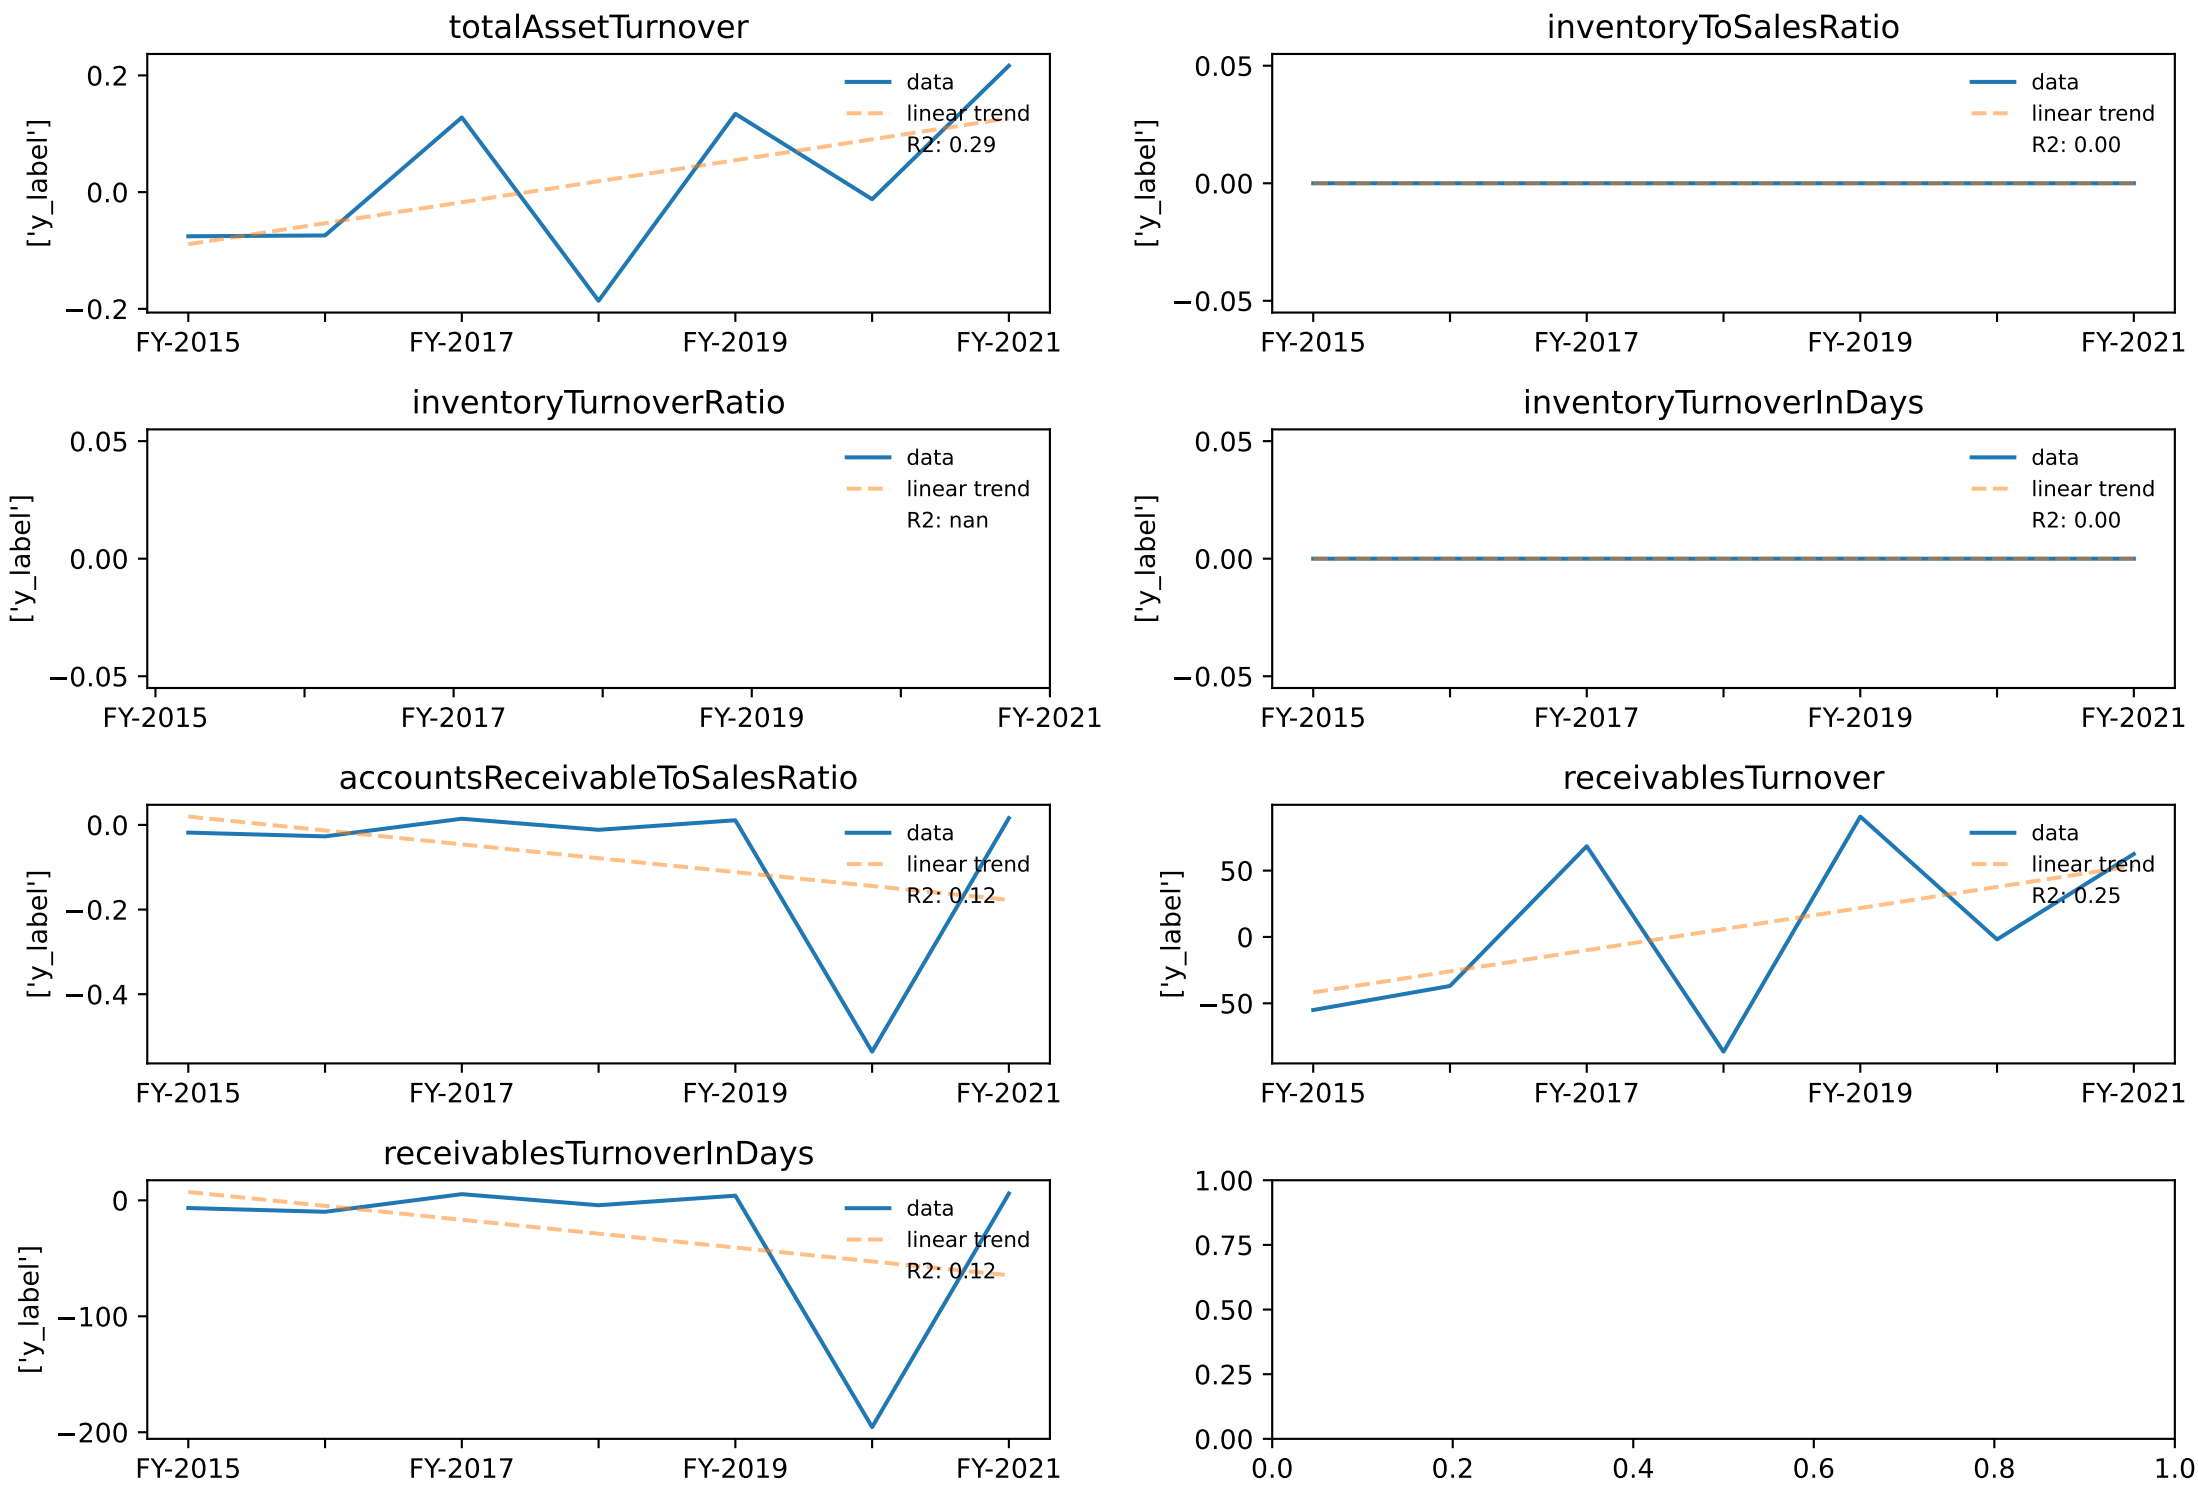 totalAssetTurnover
['y_label']
0.2
0.0
−0.2
data
linear trend
R2: 0.29
FY-2015 FY-2017 FY-2019 FY-2021
inventoryToSalesRatio
['y_label']
0.05
0.00
−0.05
data
linear trend
R2: 0.00
FY-2015 FY-2017 FY-2019 FY-2021
inventoryTurnoverRatio
['y_label']
0.05
0.00
−0.05
data
linear trend
R2: nan
FY-2015 FY-2017 FY-2019 FY-2021
inventoryTurnoverInDays
['y_label']
0.05
0.00
−0.05
data
linear trend
R2: 0.00
FY-2015 FY-2017 FY-2019 FY-2021
accountsReceivableToSalesRatio
['y_label']
0.0
−0.2
−0.4
data
linear trend
R2: 0.12
FY-2015 FY-2017 FY-2019 FY-2021
receivablesTurnover
['y_label']
50
0
−50
data
linear trend
R2: 0.25
FY-2015 FY-2017 FY-2019 FY-2021
receivablesTurnoverInDays
['y_label']
0
−100
−200
data
linear trend
R2: 0.12
FY-2015 FY-2017 FY-2019 FY-2021
1.00
0.75
0.50
0.25
0.00
0.0 0.2 0.4 0.6 0.8 1.0